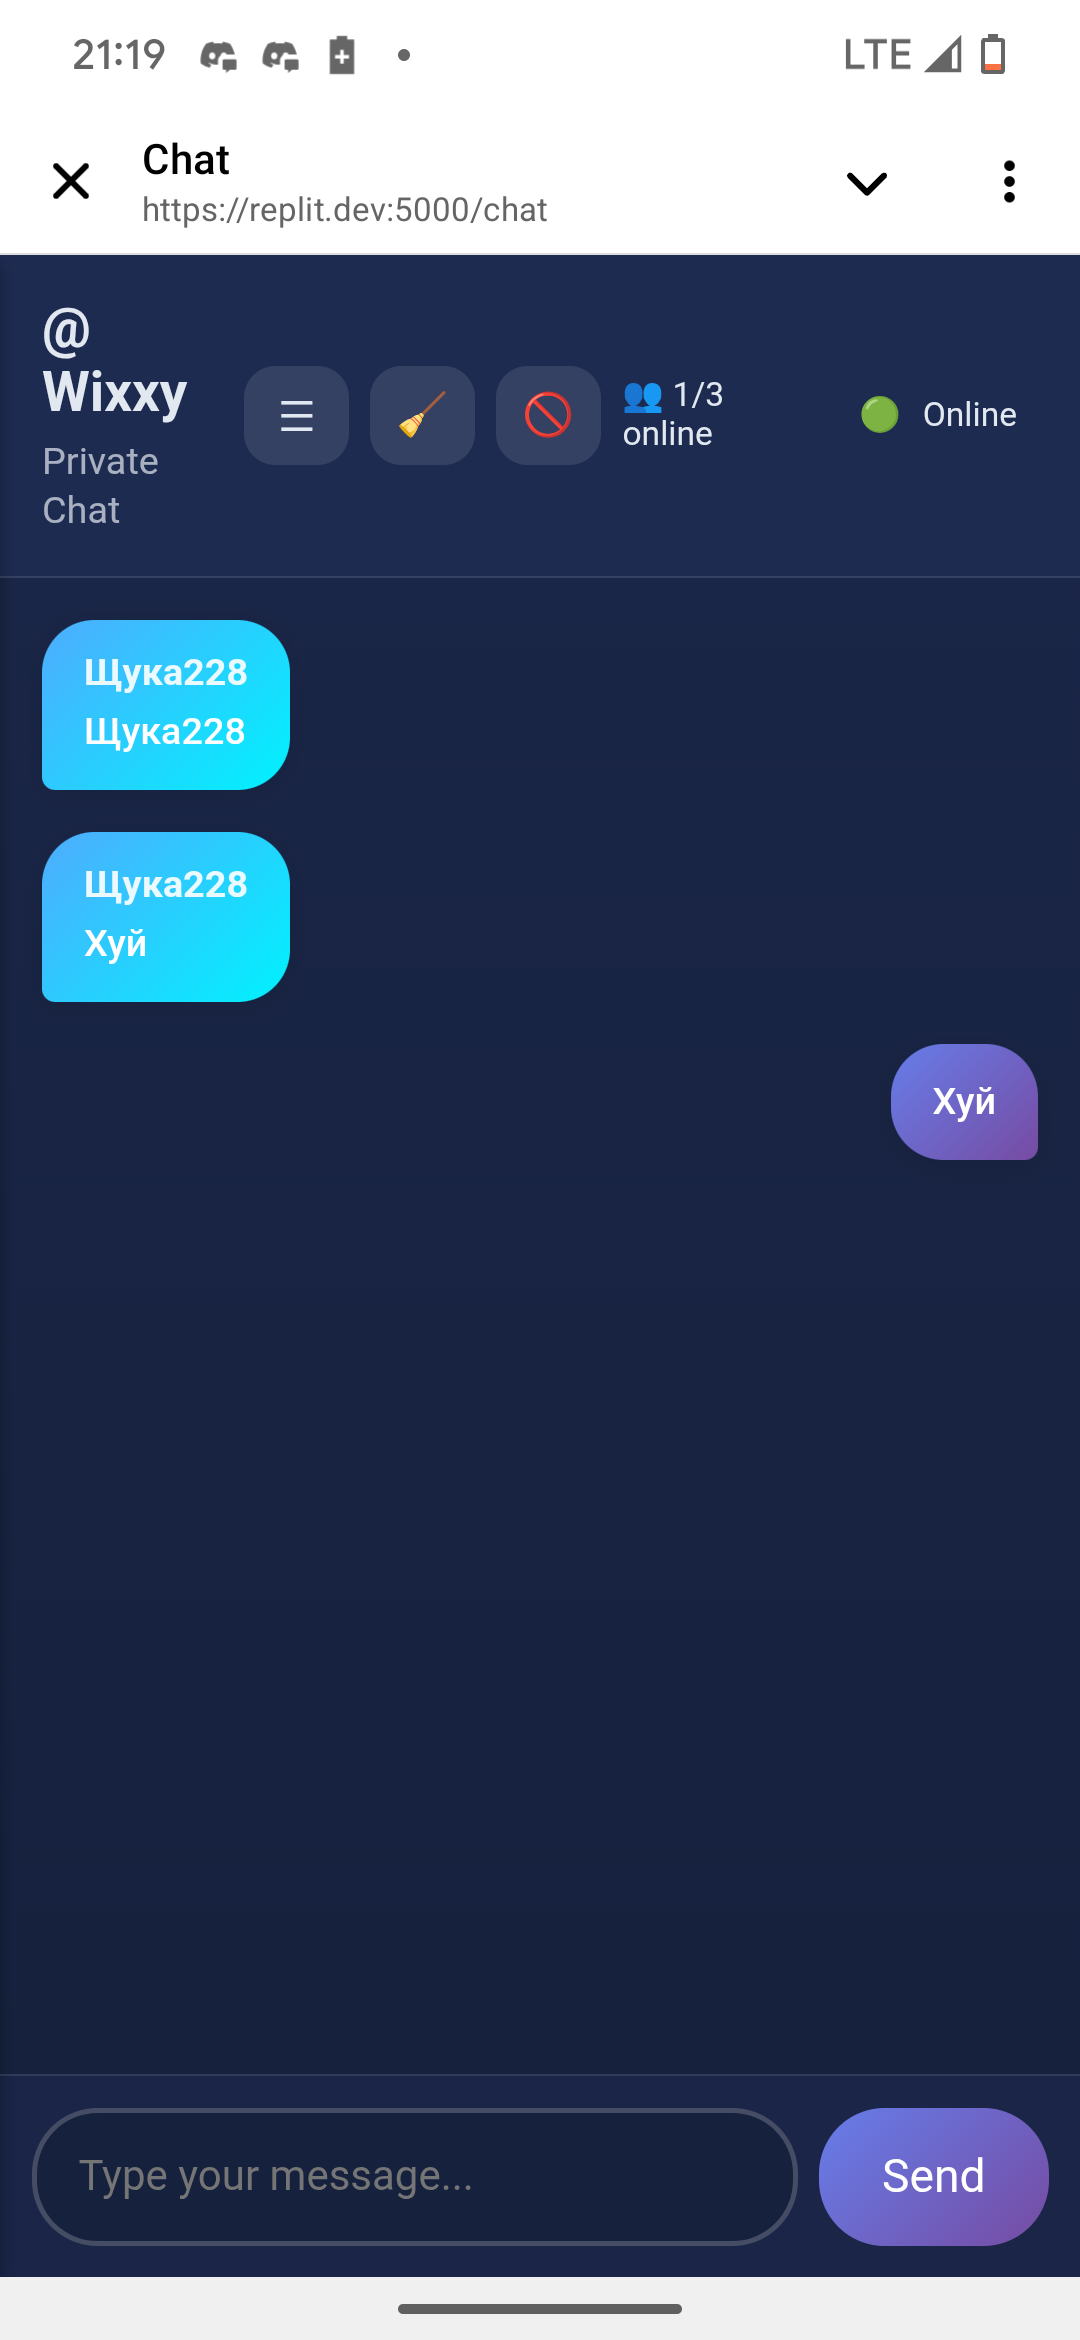 21:19
LTE
Chat
https://replit.dev:5000/chat
@
Wixxy
Private
Chat
1/3
online
Online
Щука228
Щука228
Щука228
Хуй
Хуй
Type your message...
Send